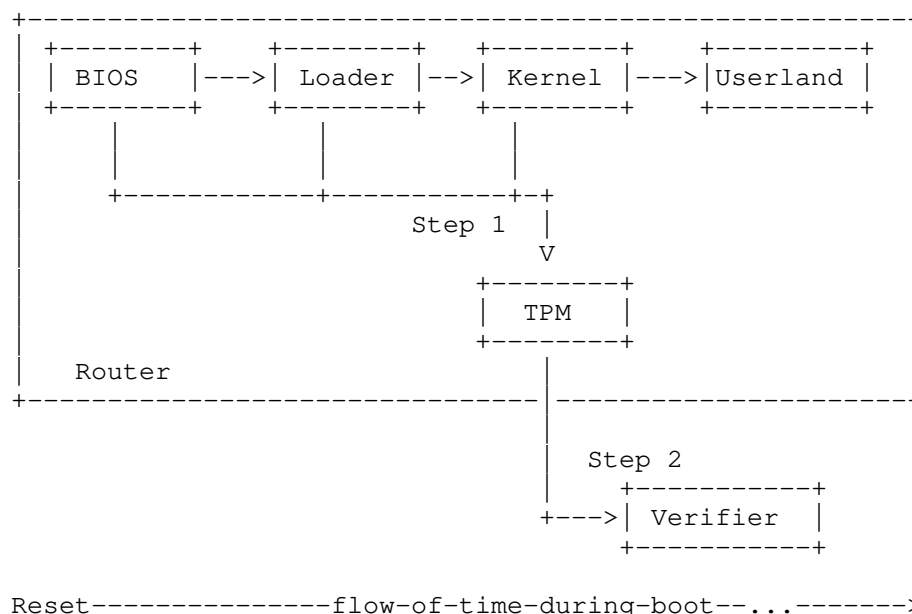 BIOS Loader Kernel Userland
Step 1
V
TPM
Router
Step 2
Verifier
Reset---------------flow-of-time-during-boot--...------->